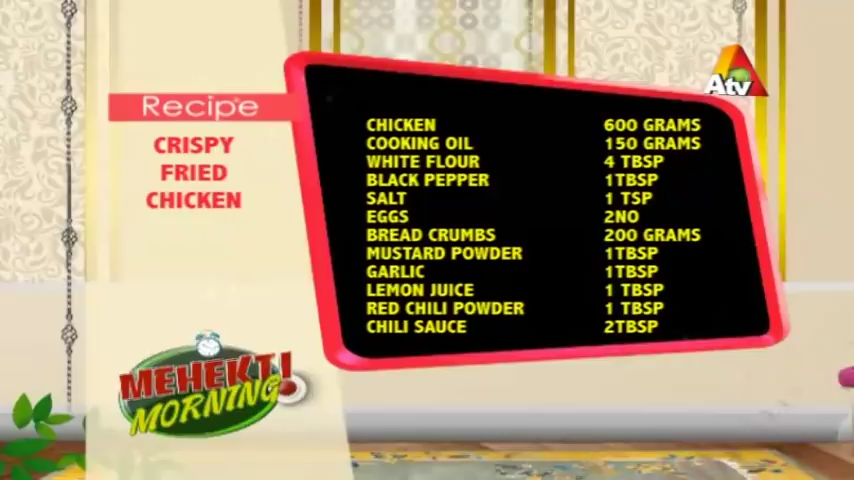 Atv
Recipe
CRISPY
FRIED
CHICKEN
CHICKEN 600 GRAMS
COOKING OIL 150 GRAMS
WHITE FLOUR 4 TBSP
BLACK PEPPER 1TBSP
SALT 1 TSP
EGGS 2NO
BREAD CRUMBS 200 GRAMS
MUSTARD POWDER 1TBSP
GARLIC 1TBSP
LEMON JUICE 1 TBSP
RED CHILI POWDER 1 TBSP
CHILI SAUCE 2TBSP
MEHEKTI
MORNING